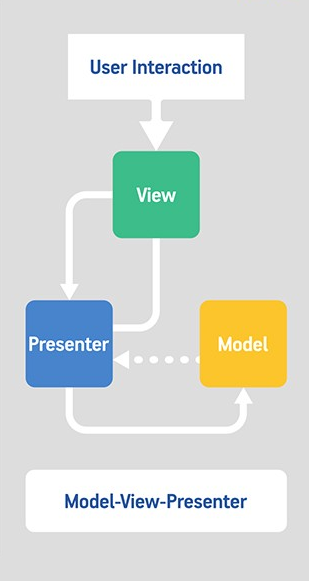 User Interaction
View
Presenter
Model
Model-View-Presenter